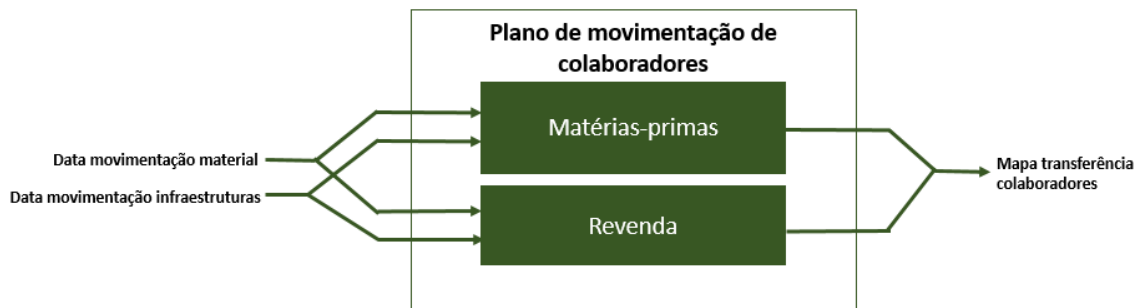 Plano de movimentação de
colaboradores
Matérias-primas
Data movimentação material
Data movimentação infraestruturas
Revenda
Mapa transferência
colaboradores